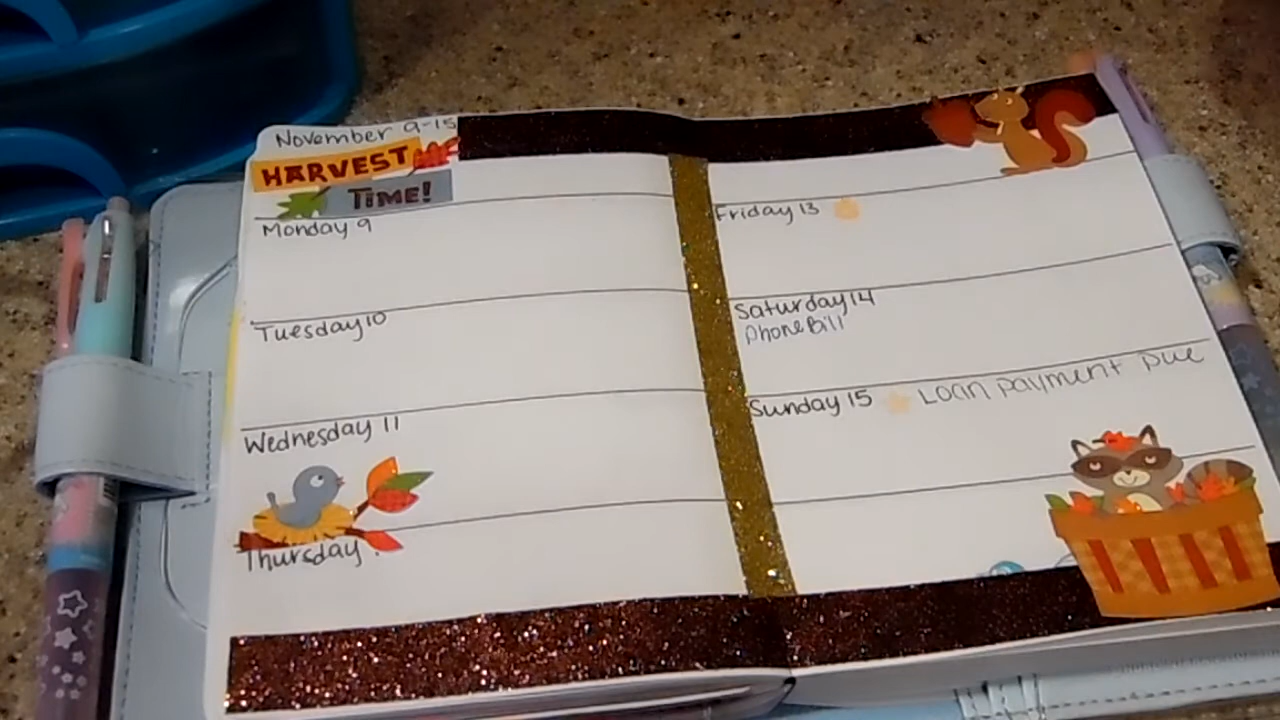 November 9-15
HARVEST
TIME!
Monday 9
Tuesday 10
Wednesday 11
Thursday
Friday 13
Saturday 14
Phone Bill
Sunday 15 Loan payment Due